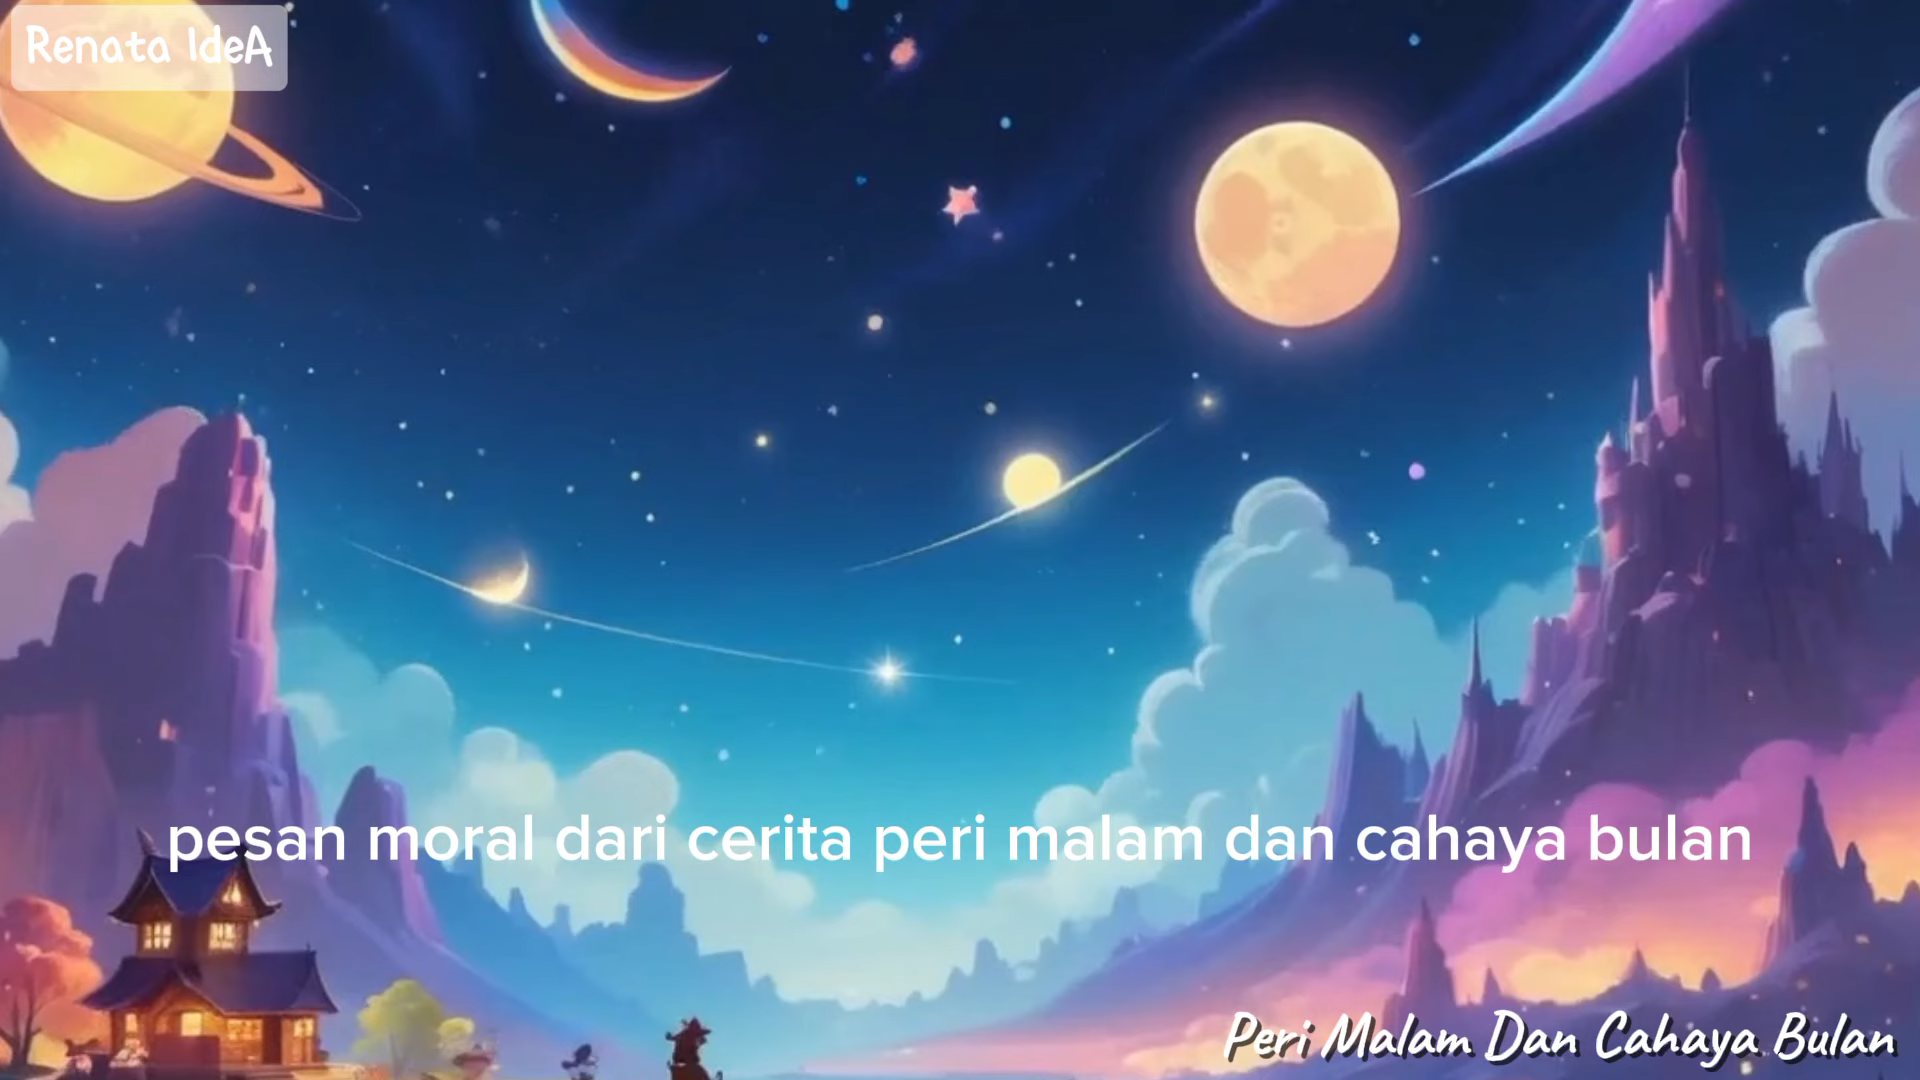 Renata IdeA
pesan moral dari cerita peri malam dan cahaya bulan
Peri Malam Dan Cahaya Bulan